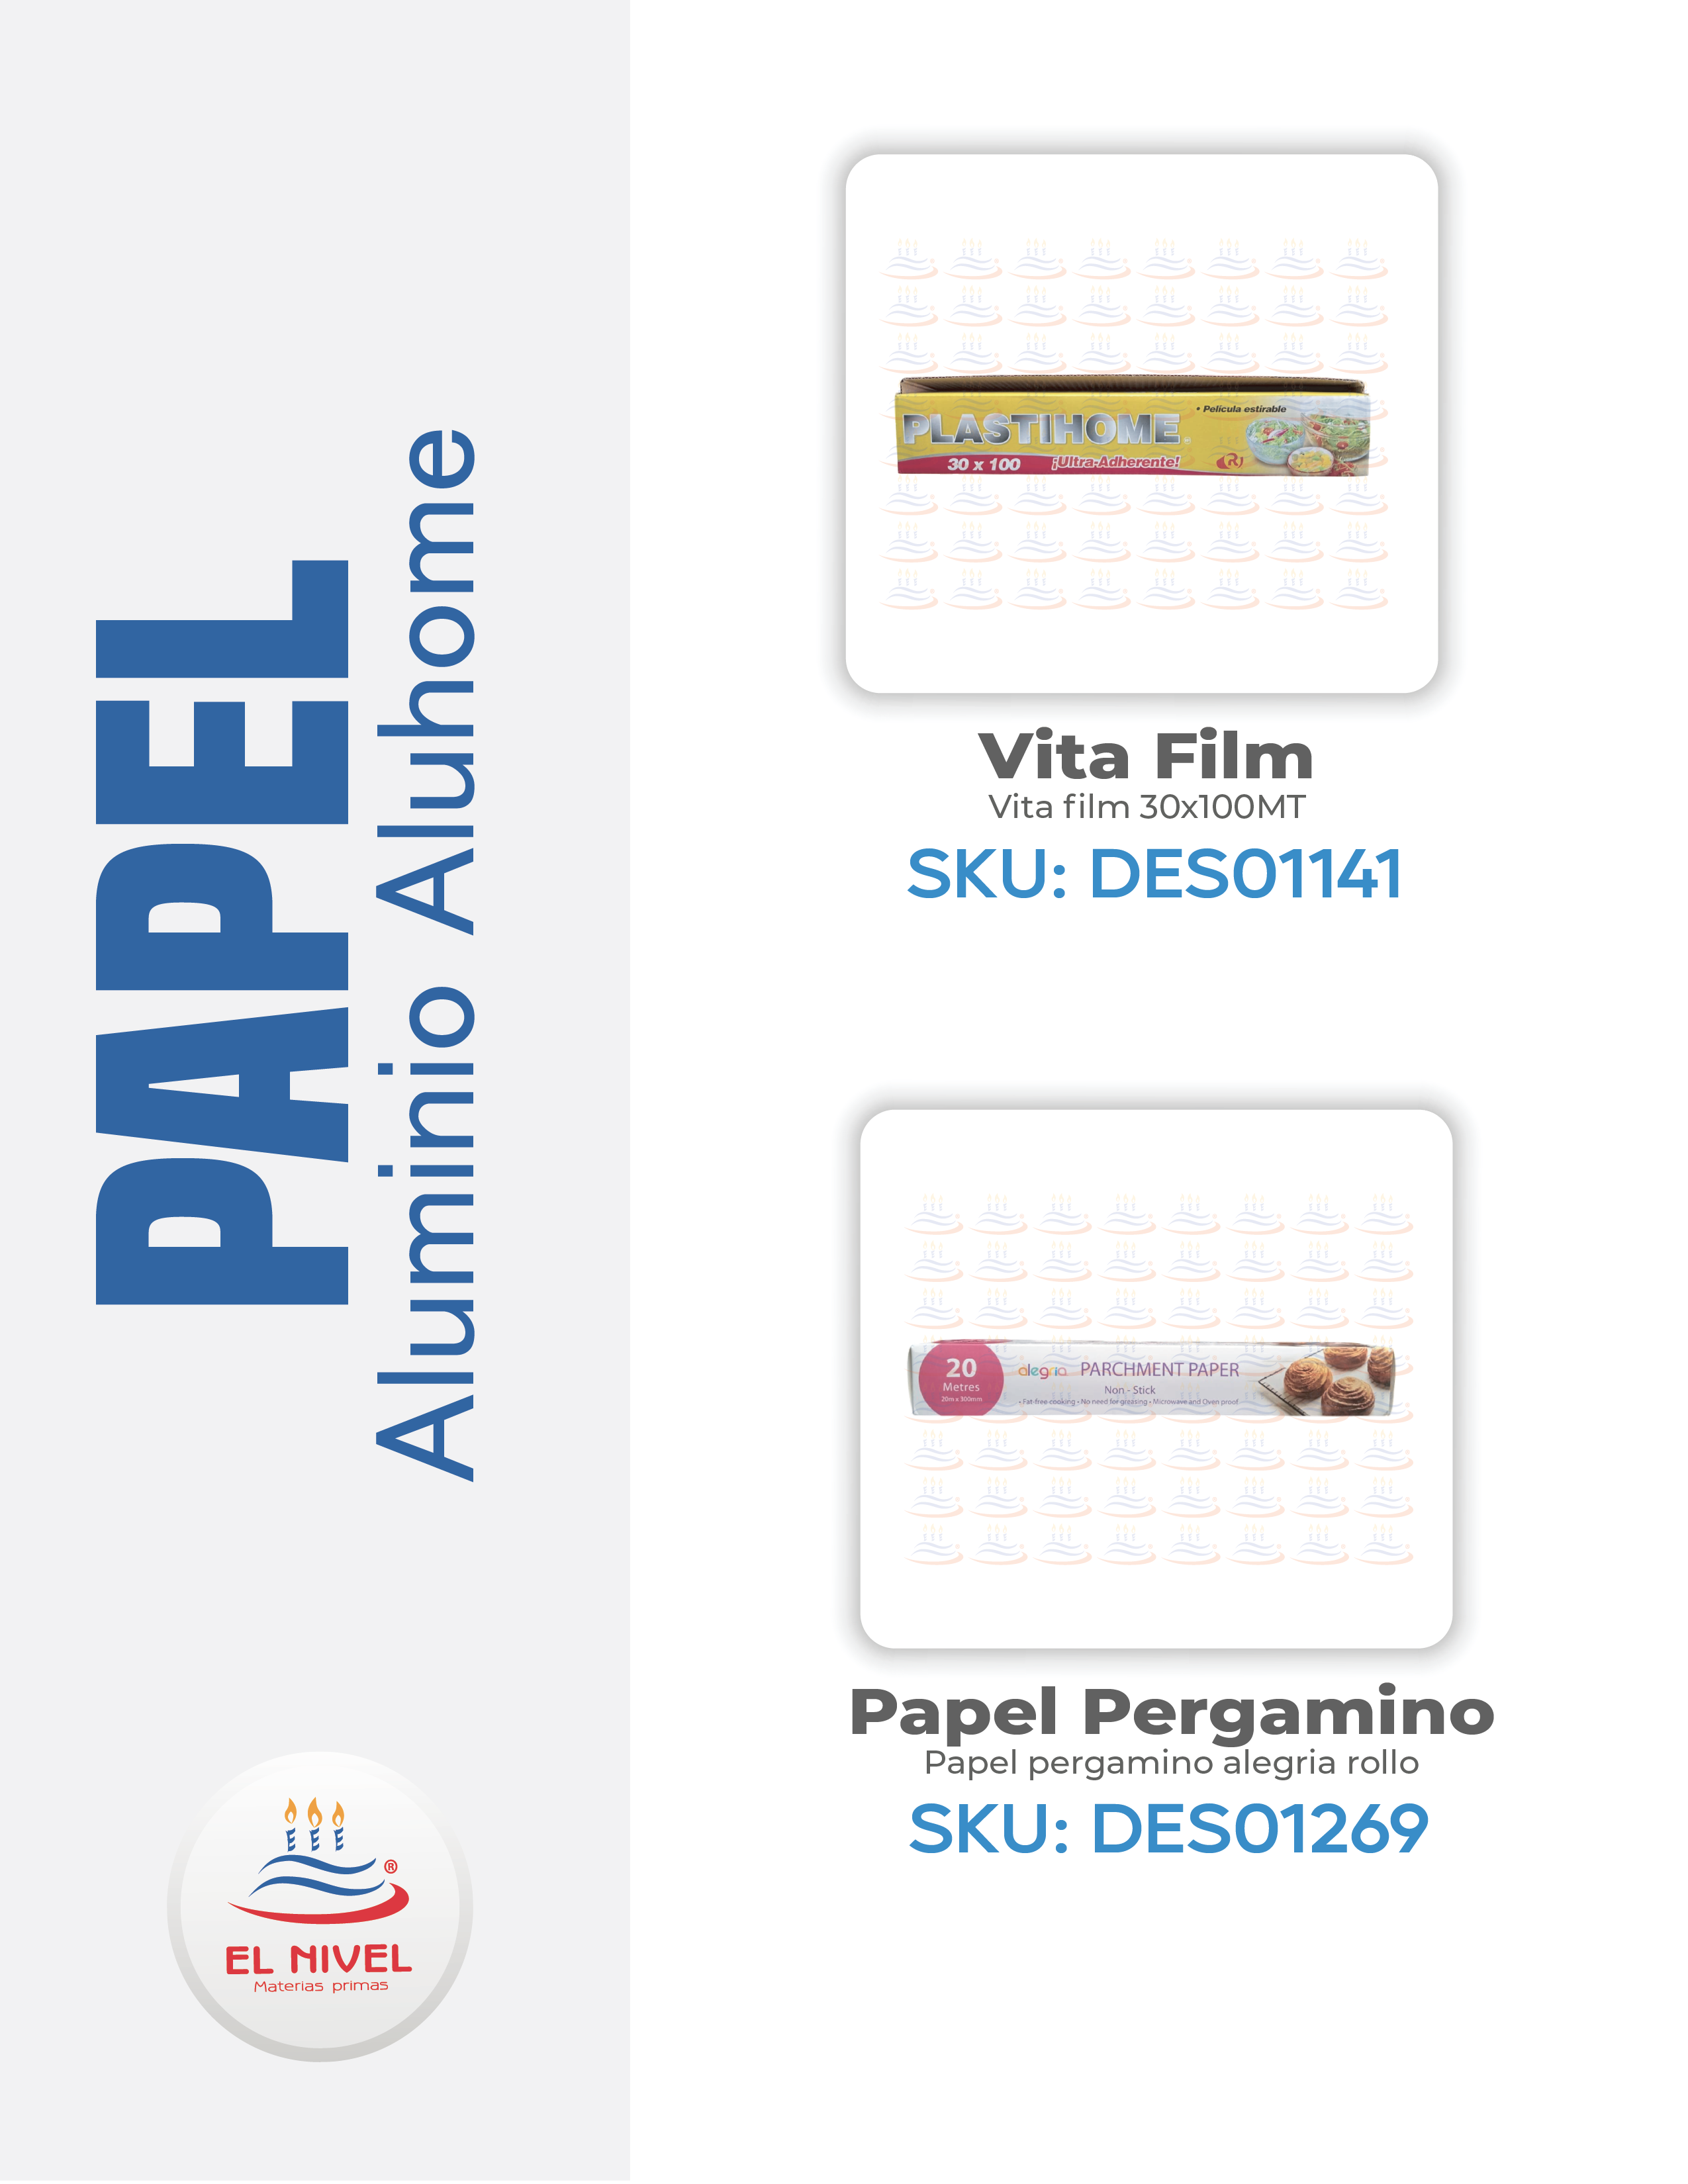 PAPEL
Aluminio Aluhome
PLASTIHOME
• Película estirable
30 x 100
¡Ultra-Adherente!
R
Vita Film
Vita film 30x100MT
SKU: DES01141
20
Metres
20m x 300mm
alegria PARCHMENT PAPER
Non - Stick
• Fat-free cooking • No need for greasing • Microwave and Oven proof
Papel Pergamino
Papel pergamino alegria rollo
SKU: DES01269
®
EL NIVEL
Materias primas